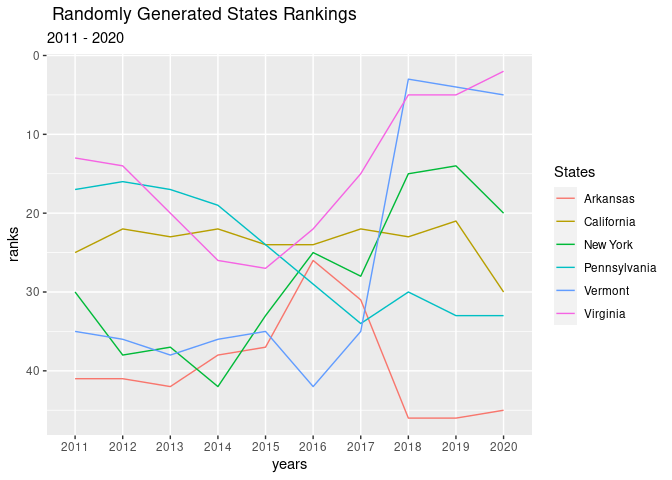 Randomly Generated States Rankings
2011 - 2020
0
10
20
30
40
ranks
2011 2012 2013 2014 2015 2016 2017 2018 2019 2020
years
States
Arkansas
California
New York
Pennsylvania
Vermont
Virginia